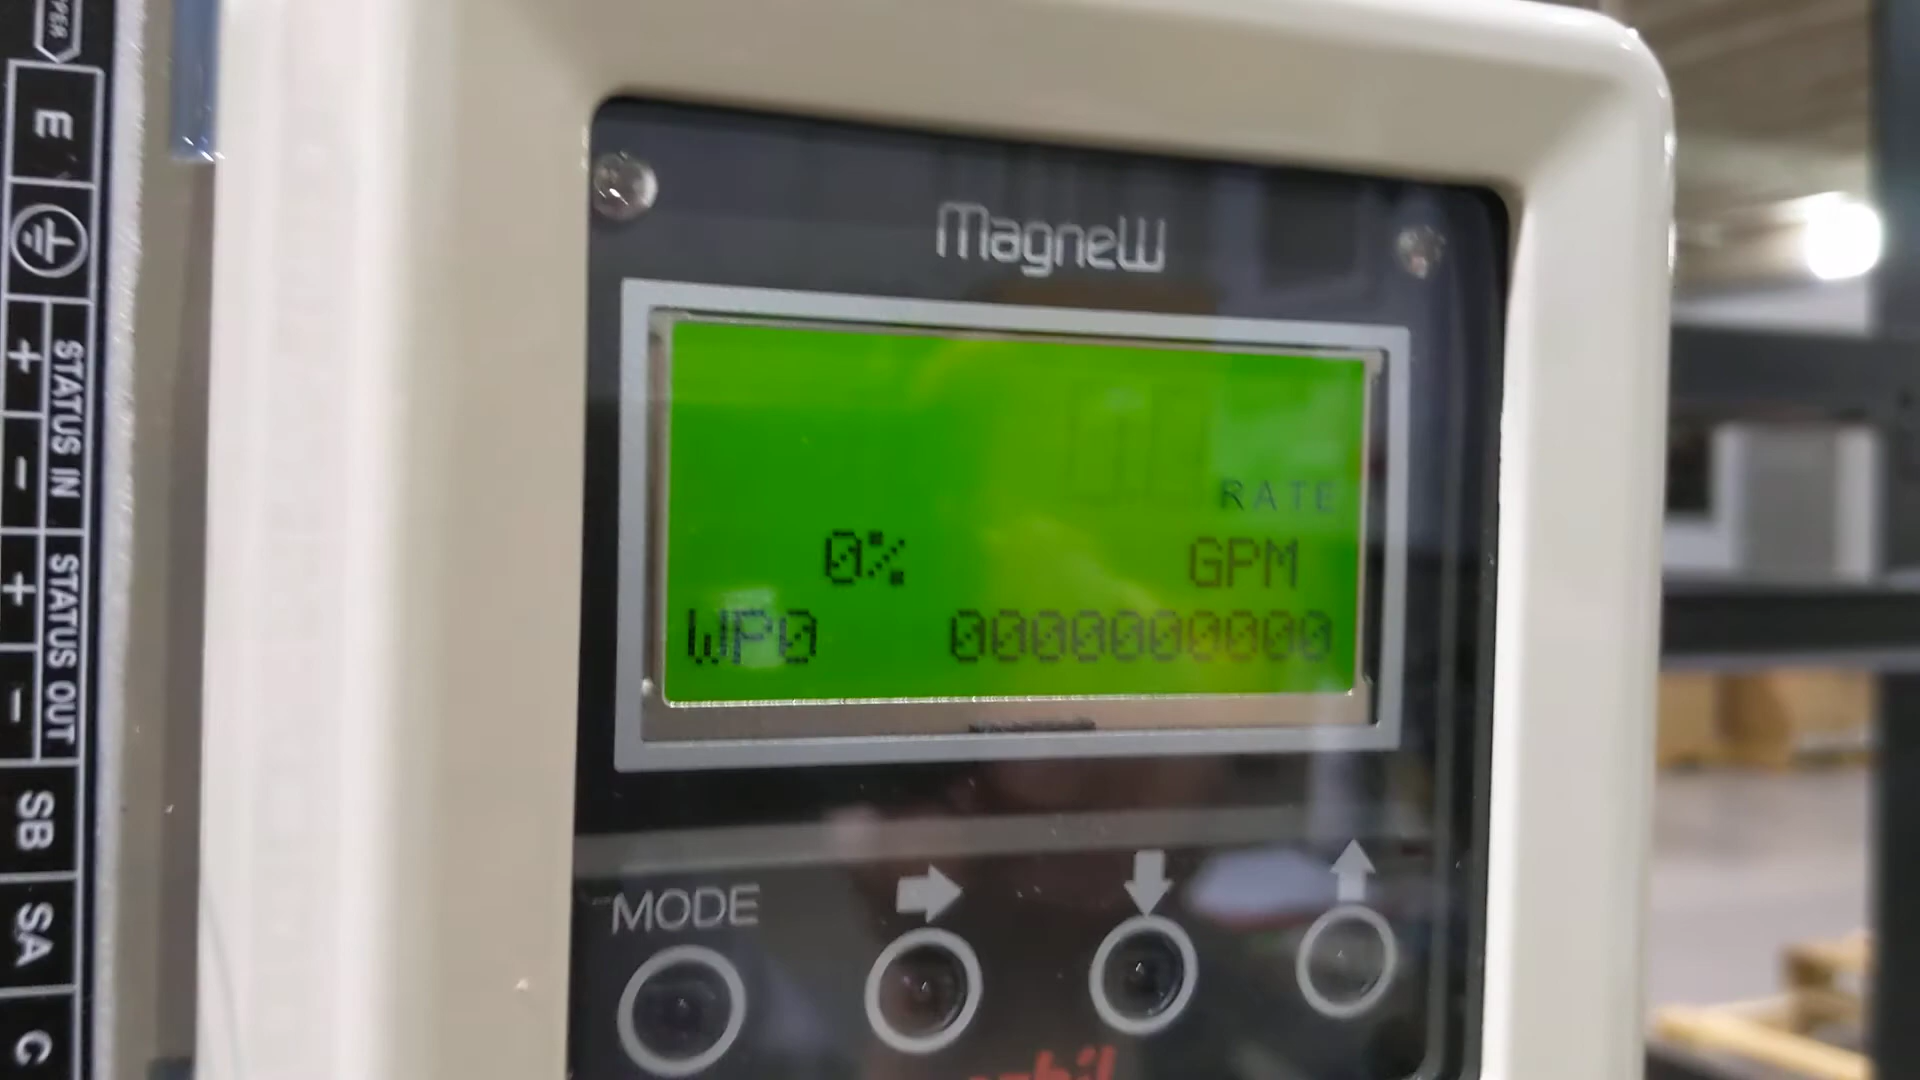 MagneW
RATE
0% GPM
WP0 0000000000
MODE
E
+ -
STATUS IN
+ -
STATUS OUT
SB
SA
C